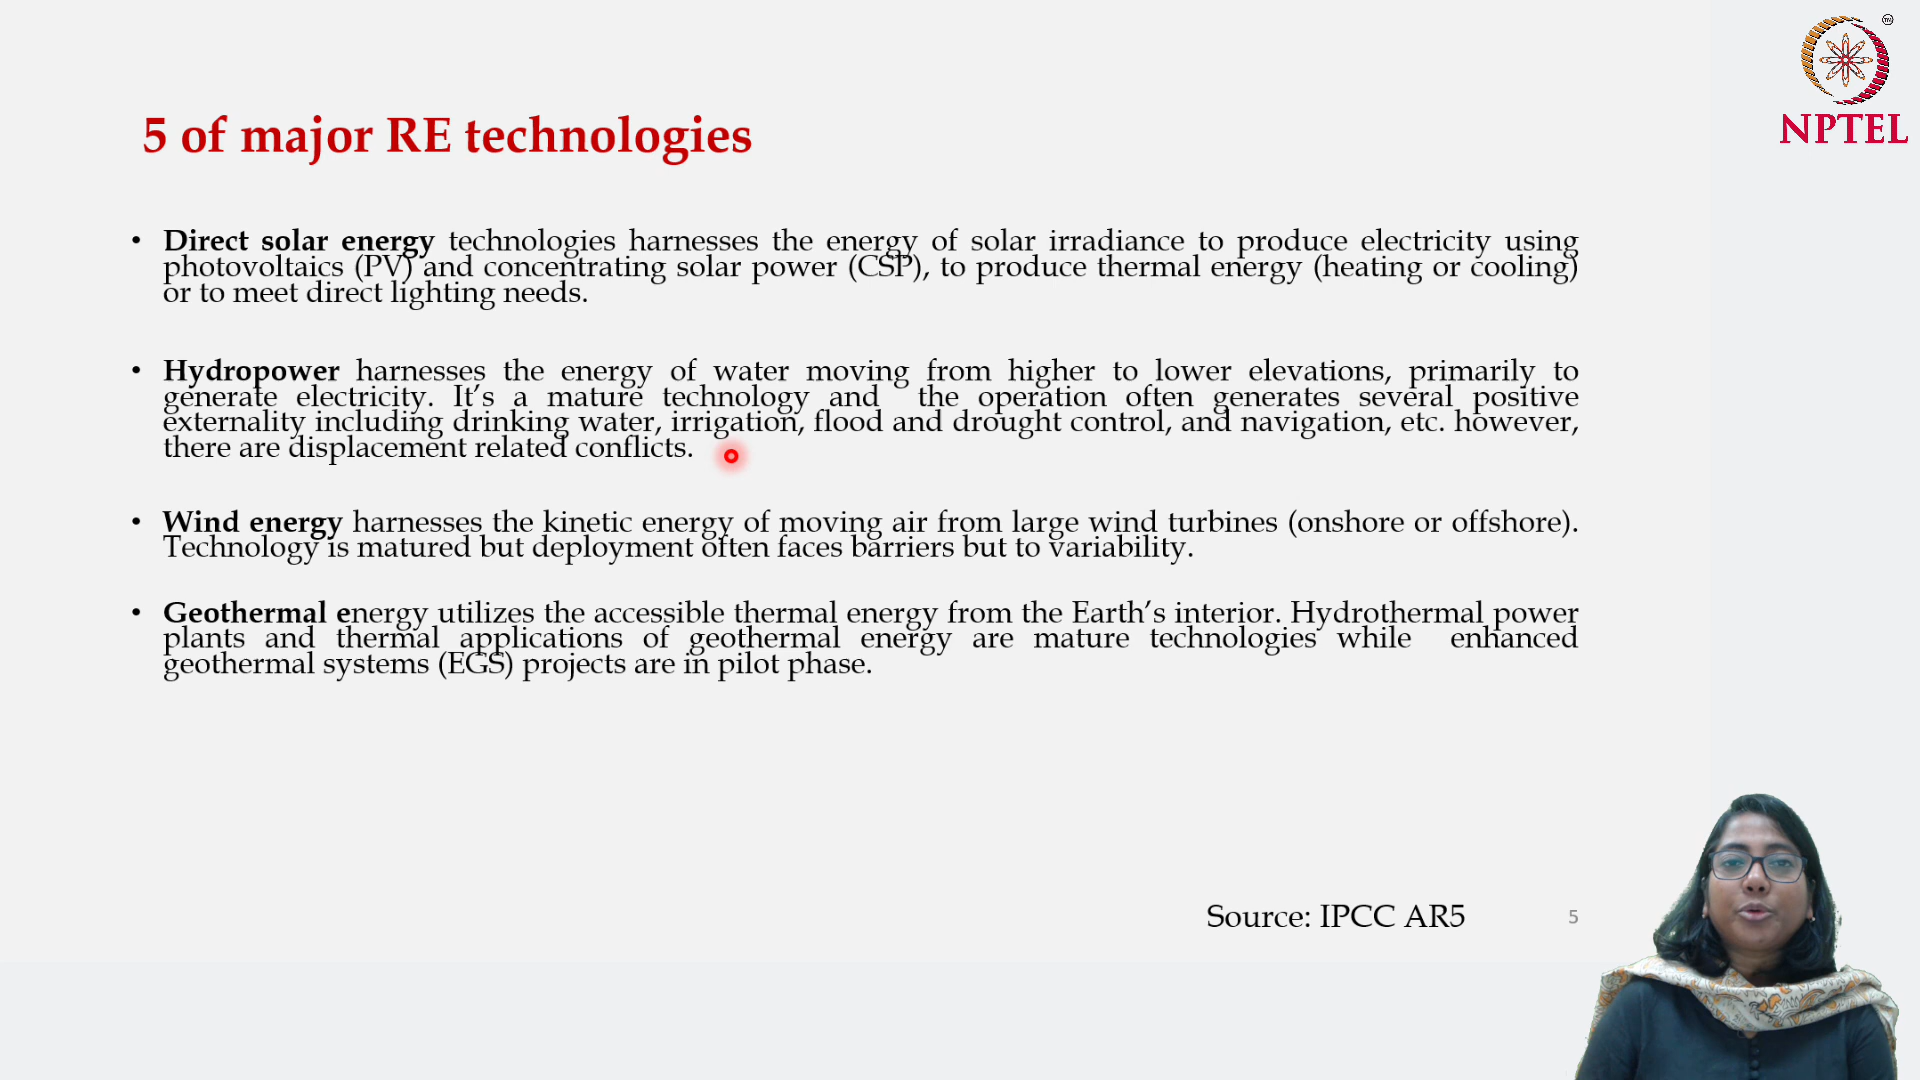 TM
NPTEL
5 of major RE technologies
• Direct solar energy technologies harnesses the energy of solar irradiance to produce electricity using
photovoltaics (PV) and concentrating solar power (CSP), to produce thermal energy (heating or cooling)
or to meet direct lighting needs.
• Hydropower harnesses the energy of water moving from higher to lower elevations, primarily to
generate electricity. It’s a mature technology and the operation often generates several positive
externality including drinking water, irrigation, flood and drought control, and navigation, etc. however,
there are displacement related conflicts.
• Wind energy harnesses the kinetic energy of moving air from large wind turbines (onshore or offshore).
Technology is matured but deployment often faces barriers but to variability.
• Geothermal energy utilizes the accessible thermal energy from the Earth’s interior. Hydrothermal power
plants and thermal applications of geothermal energy are mature technologies while enhanced
geothermal systems (EGS) projects are in pilot phase.
Source: IPCC AR5
5